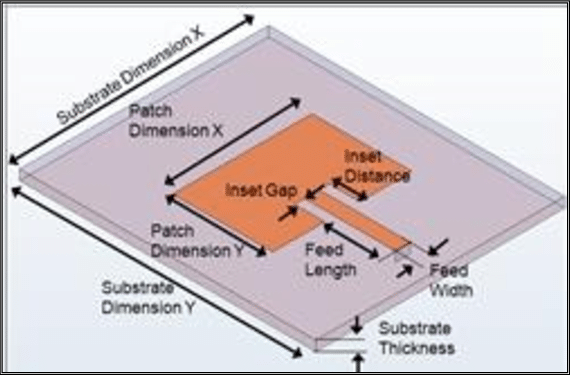 Substrate Dimension X
Patch
Dimension X
Inset
Distance
Inset Gap
Patch
Dimension Y
Feed
Length
Feed
Width
Substrate
Dimension Y
Substrate
Thickness